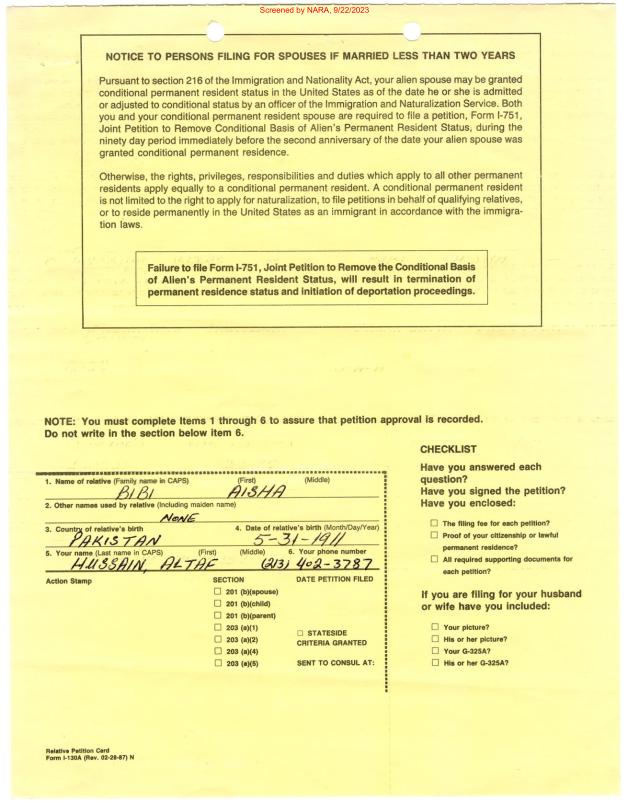 Screened by NARA, 9/22/2023
NOTICE TO PERSONS FILING FOR SPOUSES IF MARRIED LESS THAN TWO YEARS
Pursuant to section 216 of the Immigration and Nationality Act, your alien spouse may be granted
conditional permanent resident status in the United States as of the date he or she is admitted
or adjusted to conditional status by an officer of the Immigration and Naturalization Service. Both
you and your conditional permanent resident spouse are required to file a petition, Form I-751,
Joint Petition to Remove Conditional Basis of Alien's Permanent Resident Status, during the
ninety day period immediately before the second anniversary of the date your alien spouse was
granted conditional permanent residence.
Otherwise, the rights, privileges, responsibilities and duties which apply to all other permanent
residents apply equally to a conditional permanent resident. A conditional permanent resident
is not limited to the right to apply for naturalization, to file petitions in behalf of qualifying relatives,
or to reside permanently in the United States as an immigrant in accordance with the immigra-
tion laws.
Failure to file Form I-751, Joint Petition to Remove the Conditional Basis
of Alien's Permanent Resident Status, will result in termination of
permanent residence status and initiation of deportation proceedings.
NOTE: You must complete Items 1 through 6 to assure that petition approval is recorded.
Do not write in the section below item 6.
1. Name of relative (Family name in CAPS) (First) (Middle)
BIBI AISHA
2. Other names used by relative (Including maiden name)
NONE
3. Country of relative's birth 4. Date of relative's birth (Month/Day/Year)
PAKISTAN 5-31-1911
5. Your name (Last name in CAPS) (First) (Middle) 6. Your phone number
HUSSAIN, ALTAF (213) 402-3787
Action Stamp SECTION DATE PETITION FILED
201 (b)(spouse)
201 (b)(child)
201 (b)(parent)
203 (a)(1)
203 (a)(2)
203 (a)(4)
203 (a)(5)
STATESIDE
CRITERIA GRANTED
SENT TO CONSUL AT:
CHECKLIST
Have you answered each
question?
Have you signed the petition?
Have you enclosed:
The filing fee for each petition?
Proof of your citizenship or lawful
permanent residence?
All required supporting documents for
each petition?
If you are filing for your husband
or wife have you included:
Your picture?
His or her picture?
Your G-325A?
His or her G-325A?
Relative Petition Card
Form I-130A (Rev. 02-28-87) N